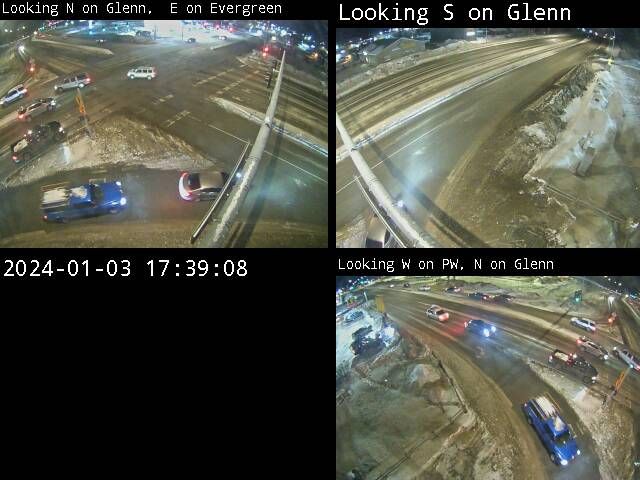 Looking N on Glenn,  E on Evergreen
Looking S on Glenn
2024-01-03 17:39:08
Looking W on PW, N on Glenn